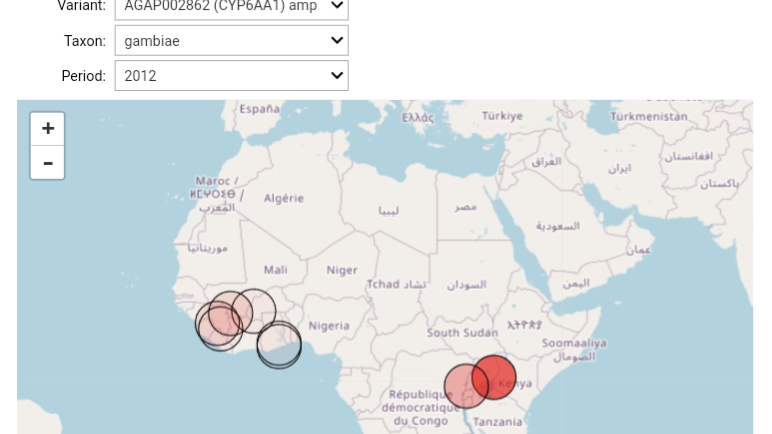 Variant: AGAP002862 (CYP6AA1) amp
Taxon: gambiae
Period: 2012
+
-
España
Ελλάς
Türkiye
Türkmenistan
العراق
ايران
افغانستان
پاکستان
Maroc /
ⵍⵎⵖⵔⵉⴱ /
المغرب
Algérie
ليبيا
مصر
السعودية
عمان
موريتانيا
Mali
Niger
Tchad تشاد
السودان
اليمن
Nigeria
South Sudan
ኢትዮጵያ
Soomaaliya
الصومال
Kenya
République
démocratique
du Congo
Tanzania